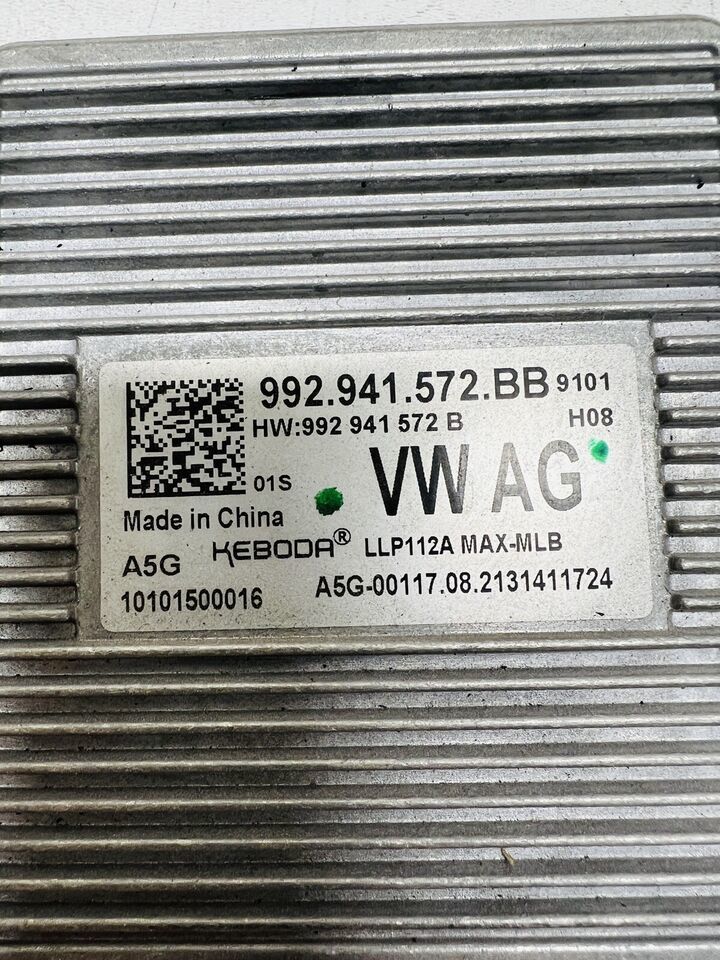 992.941.572.BB 9101
HW:992 941 572 B H08
01S VW AG
Made in China
A5G KEBODA® LLP112A MAX-MLB
10101500016 A5G-00117.08.2131411724